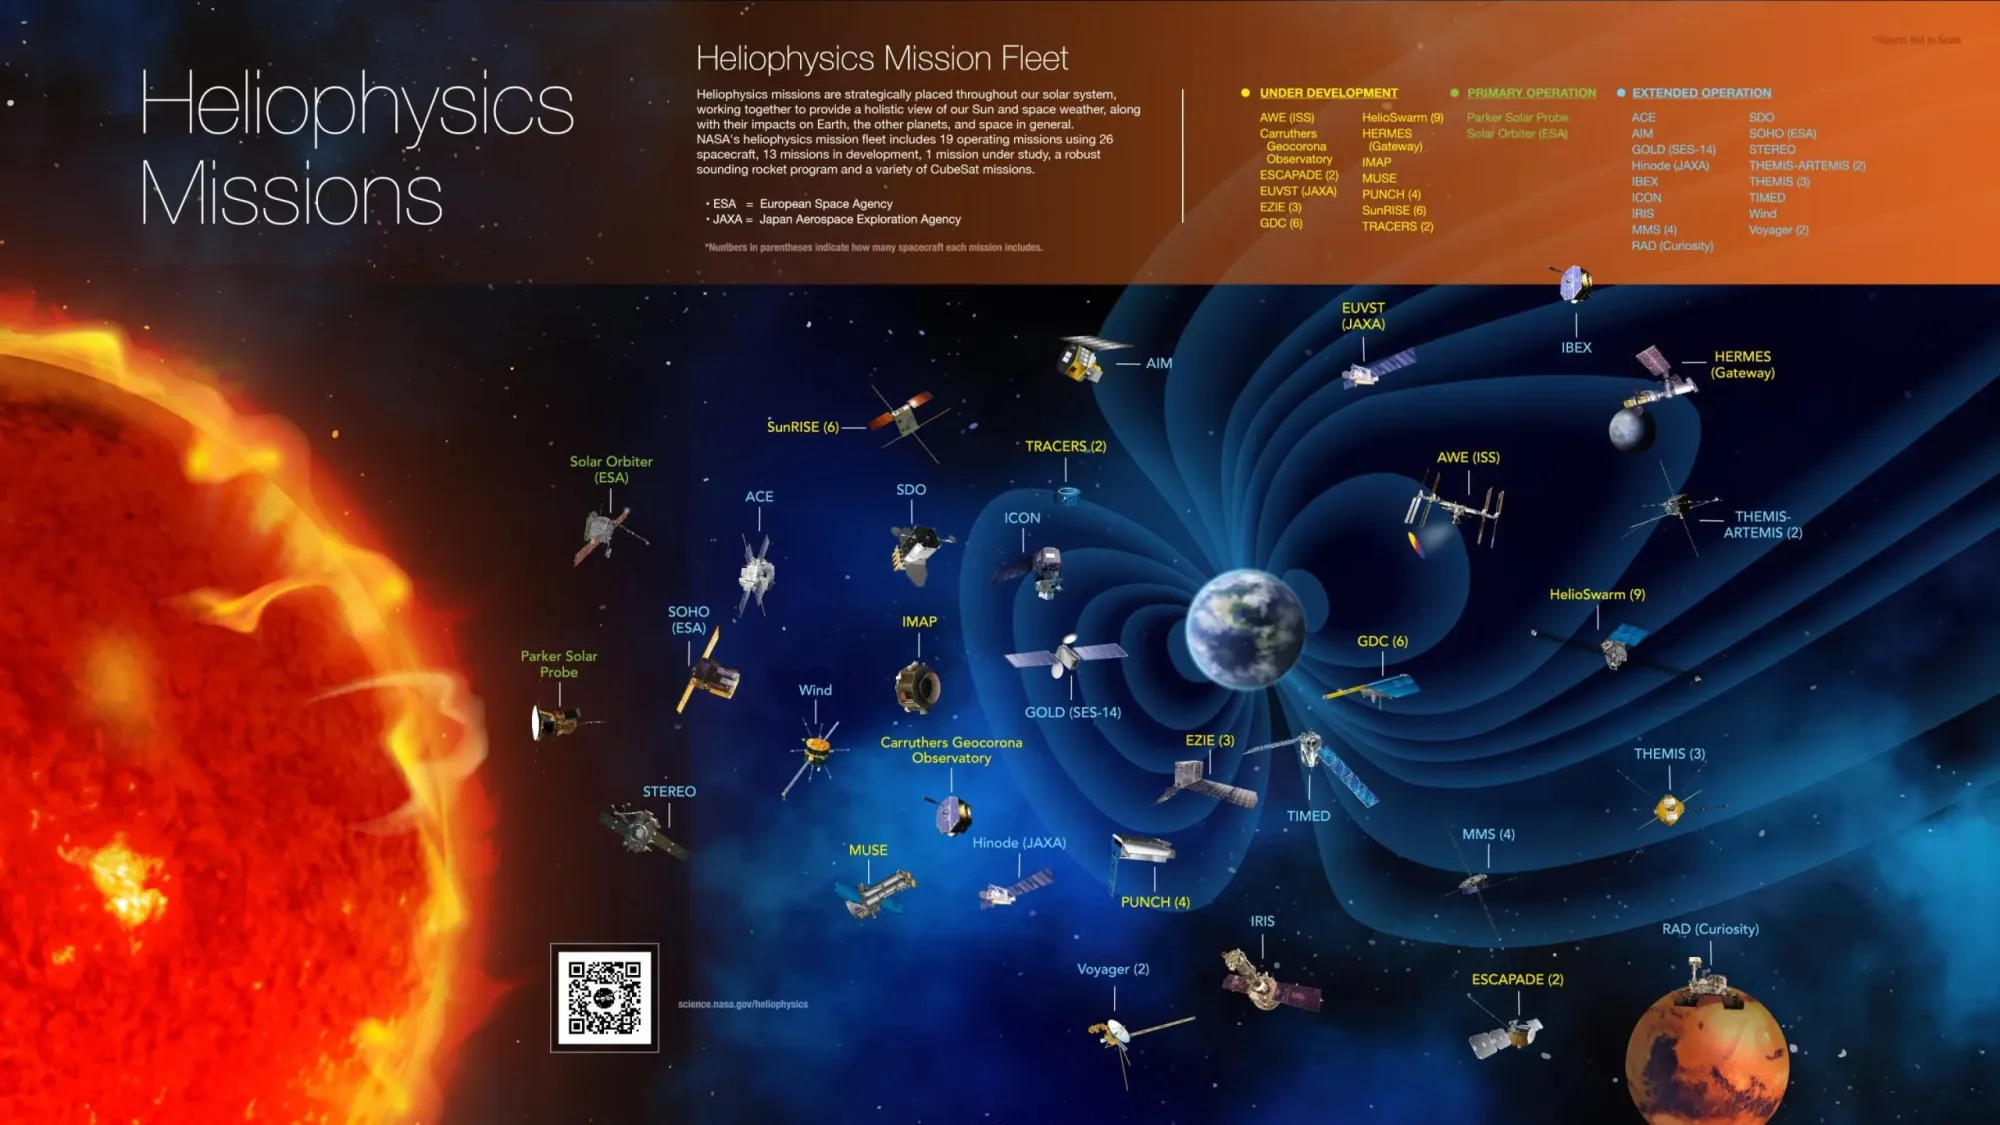 Heliophysics
Missions
Heliophysics Mission Fleet
Heliophysics missions are strategically placed throughout our solar system,
working together to provide a holistic view of our Sun and space weather, along
with their impacts on Earth, the other planets, and space in general.
NASA's heliophysics mission fleet includes 19 operating missions using 26
spacecraft, 13 missions in development, 1 mission under study, a robust
sounding rocket program and a variety of CubeSat missions.
• ESA = European Space Agency
• JAXA = Japan Aerospace Exploration Agency
*Numbers in parentheses indicate how many spacecraft each mission includes.
*Objects Not to Scale
UNDER DEVELOPMENT
AWE (ISS)
Carruthers
Geocorona
Observatory
ESCAPADE (2)
EUVST (JAXA)
EZIE (3)
GDC (6)
HelioSwarm (9)
HERMES
(Gateway)
IMAP
MUSE
PUNCH (4)
SunRISE (6)
TRACERS (2)
PRIMARY OPERATION
Parker Solar Probe
Solar Orbiter (ESA)
EXTENDED OPERATION
ACE
AIM
GOLD (SES-14)
Hinode (JAXA)
IBEX
ICON
IRIS
MMS (4)
RAD (Curiosity)
SDO
SOHO (ESA)
STEREO
THEMIS-ARTEMIS (2)
THEMIS (3)
TIMED
Wind
Voyager (2)
EUVST
(JAXA)
IBEX
AIM
HERMES
(Gateway)
SunRISE (6)
TRACERS (2)
AWE (ISS)
Solar Orbiter
(ESA)
ACE
SDO
ICON
THEMIS-
ARTEMIS (2)
HelioSwarm (9)
SOHO
(ESA)
IMAP
GDC (6)
Parker Solar
Probe
Wind
GOLD (SES-14)
Carruthers Geocorona
Observatory
EZIE (3)
THEMIS (3)
STEREO
TIMED
MMS (4)
MUSE
Hinode (JAXA)
PUNCH (4)
IRIS
RAD (Curiosity)
Voyager (2)
ESCAPADE (2)
science.nasa.gov/heliophysics